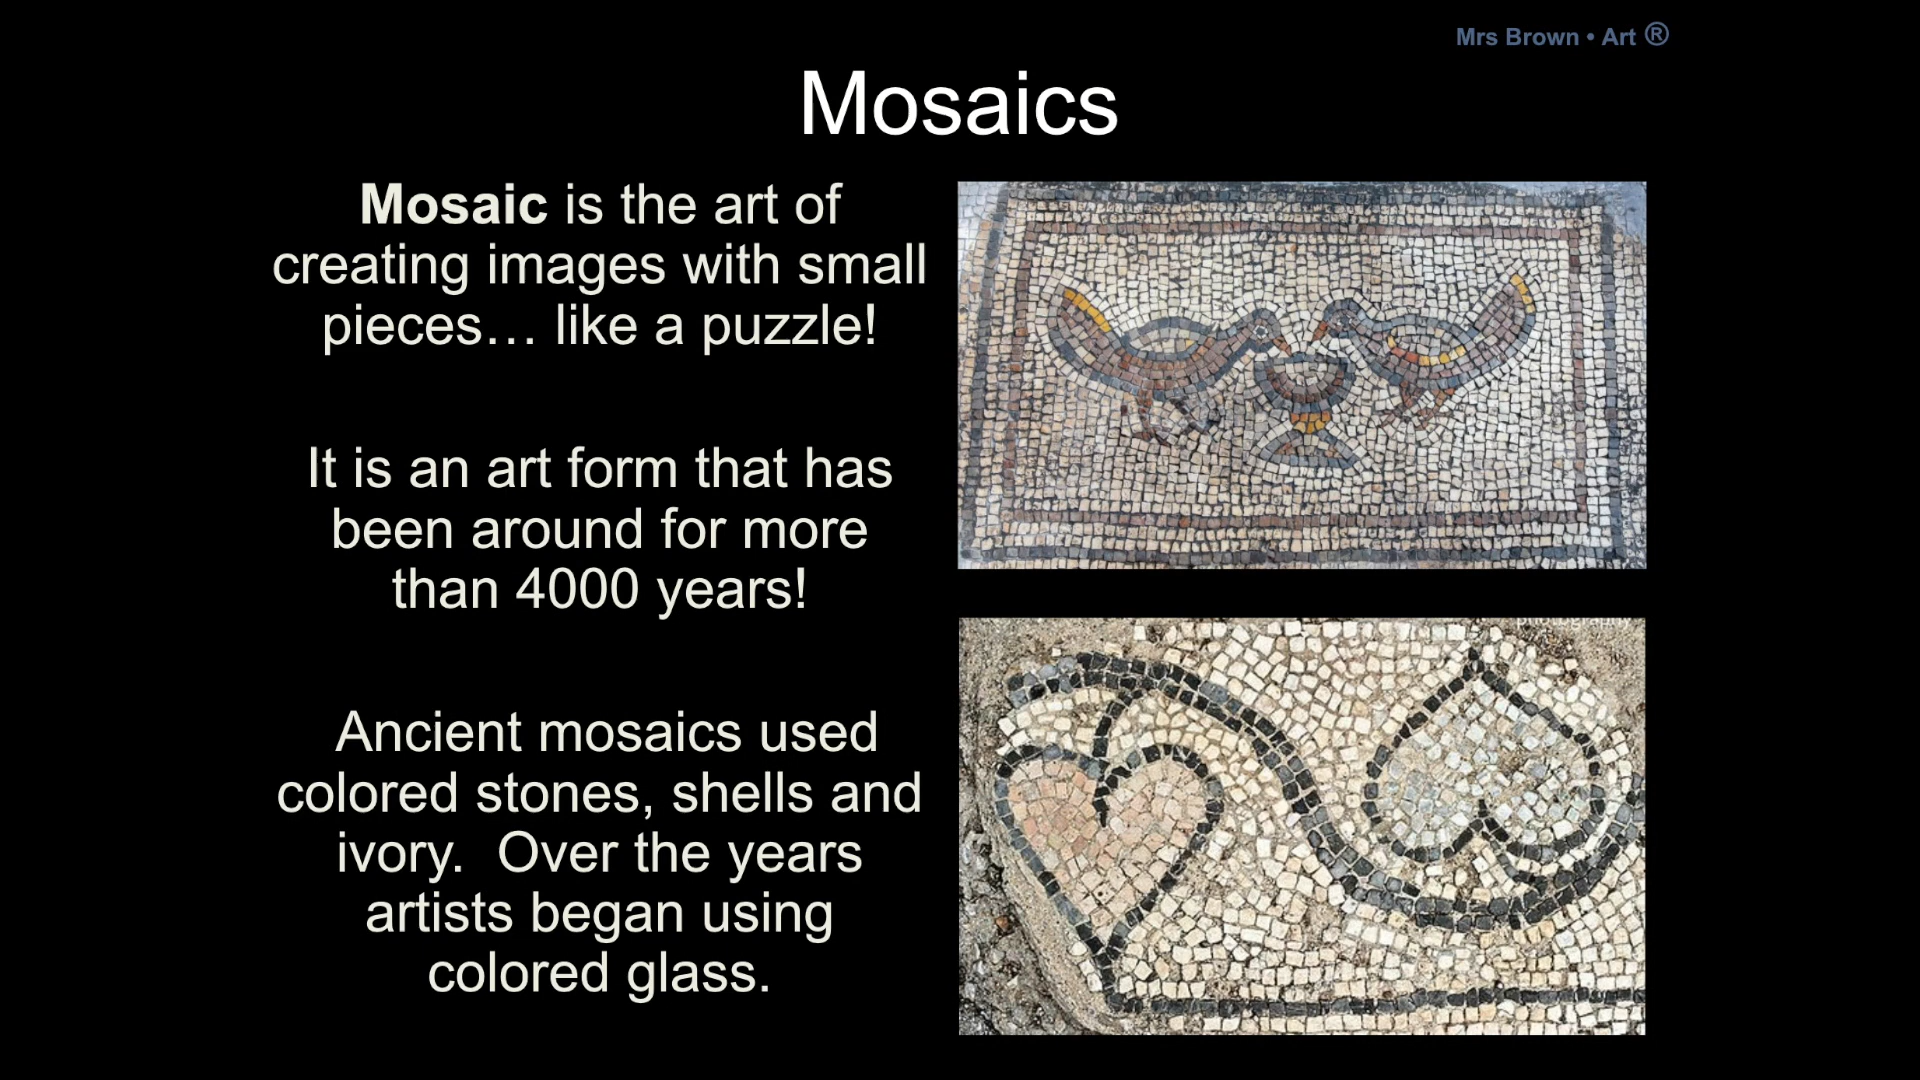 Mrs Brown • Art ®
Mosaics
Mosaic is the art of
creating images with small
pieces… like a puzzle!
It is an art form that has
been around for more
than 4000 years!
Ancient mosaics used
colored stones, shells and
ivory.  Over the years
artists began using
colored glass.
photography